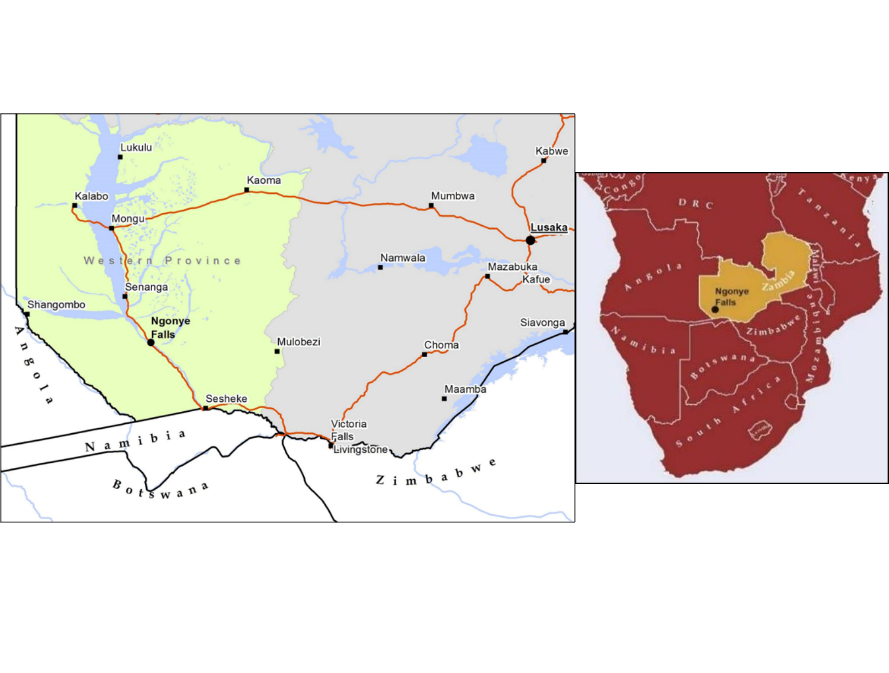 Lukulu
Kabwe
Kaoma
Kalabo
Mumbwa
Mongu
Lusaka
Western Province
Namwala
Mazabuka
Kafue
Senanga
Shangombo
Ngonye
Falls
Siavonga
Mulobezi
Choma
Angola
Maamba
Sesheke
Victoria
Falls
Livingstone
Namibia
Botswana
Zimbabwe
Congo
Kenya
DRC
Tanzania
Angola
Malawi
Zambia
Ngonye
Falls
Zimbabwe
Mozambique
Namibia
Botswana
South Africa